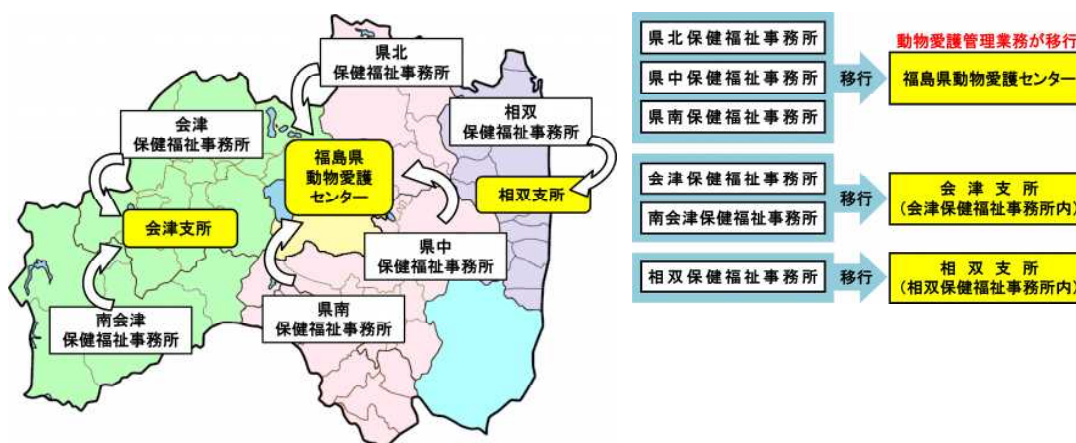 県北
保健福祉事務所
相双
保健福祉事務所
会津
保健福祉事務所
福島県
動物愛護
センター
相双支所
会津支所
県中
保健福祉事務所
県南
保健福祉事務所
南会津
保健福祉事務所
県北保健福祉事務所
県中保健福祉事務所
県南保健福祉事務所
移行
動物愛護管理業務が移行
福島県動物愛護センター
会津保健福祉事務所
南会津保健福祉事務所
移行
会津支所
(会津保健福祉事務所内)
相双保健福祉事務所
移行
相双支所
(相双保健福祉事務所内)